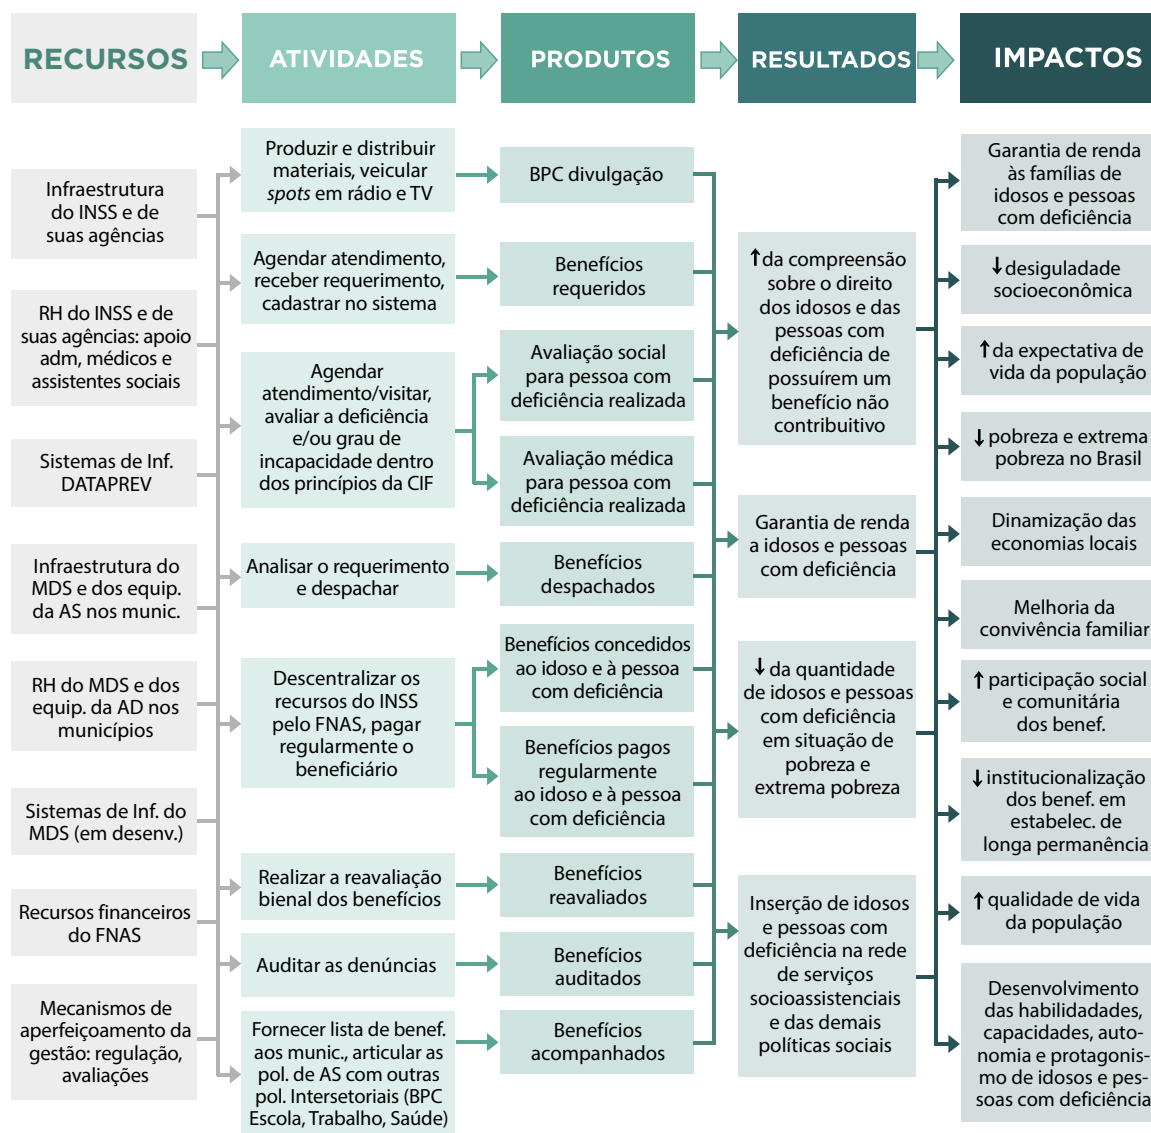 RECURSOS
ATIVIDADES
PRODUTOS
RESULTADOS
IMPACTOS
Infraestrutura
do INSS e de
suas agências
RH do INSS e de
suas agências: apoio
adm, médicos e
assistentes sociais
Sistemas de Inf.
DATAPREV
Infraestrutura do
MDS e dos equip.
da AS nos munic.
RH do MDS e dos
equip. da AD nos
municípios
Sistemas de Inf. do
MDS (em desenv.)
Recursos financeiros
do FNAS
Mecanismos de
aperfeiçoamento da
gestão: regulação,
avaliações
Produzir e distribuir
materiais, veicular
spots em rádio e TV
Agendar atendimento,
receber requerimento,
cadastrar no sistema
Agendar
atendimento/visitar,
avaliar a deficiência
e/ou grau de
incapacidade dentro
dos princípios da CIF
Analisar o requerimento
e despachar
Descentralizar os
recursos do INSS
pelo FNAS, pagar
regularmente o
beneficiário
Realizar a reavaliação
bienal dos benefícios
Auditar as denúncias
Fornecer lista de benef.
aos munic., articular as
pol. de AS com outras
pol. Intersetoriais (BPC
Escola, Trabalho, Saúde)
BPC divulgação
Benefícios
requeridos
Avaliação social
para pessoa com
deficiência realizada
Avaliação médica
para pessoa com
deficiência realizada
Benefícios
despachados
Benefícios concedidos
ao idoso e à pessoa
com deficiência
Benefícios pagos
regularmente
ao idoso e à pessoa
com deficiência
Benefícios
reavaliados
Benefícios
auditados
Benefícios
acompanhados
↑ da compreensão
sobre o direito
dos idosos e das
pessoas com
deficiência de
possuírem um
benefício não
contribuitivo
Garantia de renda
a idosos e pessoas
com deficiência
↓ da quantidade
de idosos e pessoas
com deficiência
em situação de
pobreza e
extrema pobreza
Inserção de idosos
e pessoas com
deficiência na rede
de serviços
socioassistenciais
e das demais
políticas sociais
Garantia de renda
às famílias de
idosos e pessoas
com deficiência
↓ desiguladade
socioeconômica
↑ da expectativa de
vida da população
↓ pobreza e extrema
pobreza no Brasil
Dinamização das
economias locais
Melhoria da
convivência familiar
↑ participação social
e comunitária
dos benef.
↓ institucionalização
dos benef. em
estabelec. de
longa permanência
↑ qualidade de vida
da população
Desenvolvimento
das habilidadades,
capacidades, auto-
nomia e protagonis-
mo de idosos e pes-
soas com deficiência